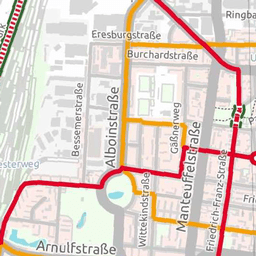 Ringba
Eresburgstraße
Burchardstraße
Bessemerstraße
Alboinstraße
Gäßnerweg
Manteuffelstraße
esterweg
Friedrich-Franz-Straße
Wittekindstraße
Arnulfstraße